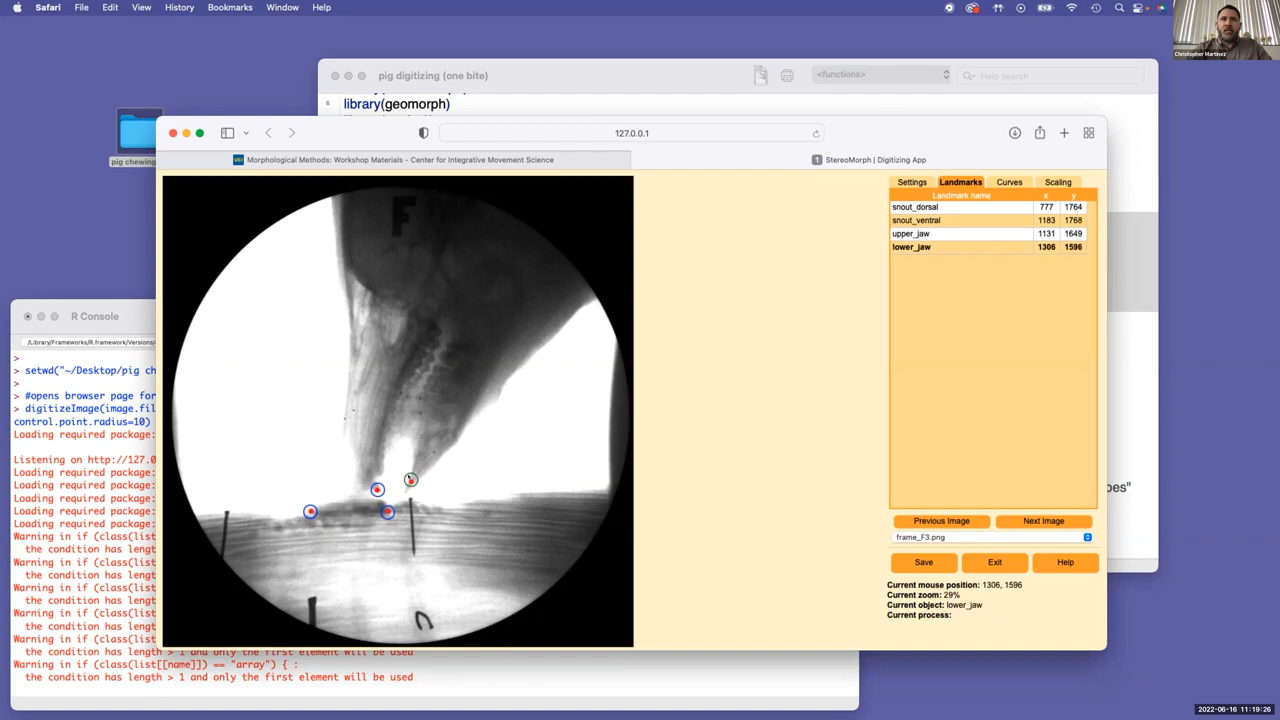 Safari File Edit View History Bookmarks Window Help
Christopher Martinez
pig digitizing (one bite)
<functions>
Help search
6 library(geomorph)
pig chewing
127.0.0.1
UCI Morphological Methods: Workshop Materials - Center for Integrative Movement Science
1 StereoMorph | Digitizing App
Settings Landmarks Curves Scaling
Landmark name x y
snout_dorsal 777 1764
snout_ventral 1183 1768
upper_jaw 1131 1649
lower_jaw 1306 1596
F
R Console
/Library/Frameworks/R.framework/Versions/
>
> setwd("~/Desktop/pig ch
>
> #opens browser page for
> digitizeImage(image.fil
control.point.radius=10)
Loading required package:
Listening on http://127.0
Loading required package:
Loading required package:
Loading required package:
Loading required package:
Loading required package:
Warning in if (class(list
the condition has lengt
Warning in if (class(list
the condition has lengt
Warning in if (class(list
the condition has lengt
Warning in if (class(list
the condition has lengt
Warning in if (class(list
the condition has length > 1 and only the first element will be used
Warning in if (class(list[[name]]) == "array") { :
the condition has length > 1 and only the first element will be used
Previous Image Next Image
frame_F3.png
Save Exit Help
Current mouse position: 1306, 1596
Current zoom: 29%
Current object: lower_jaw
Current process:
pes"
2022-06-16 11:19:26